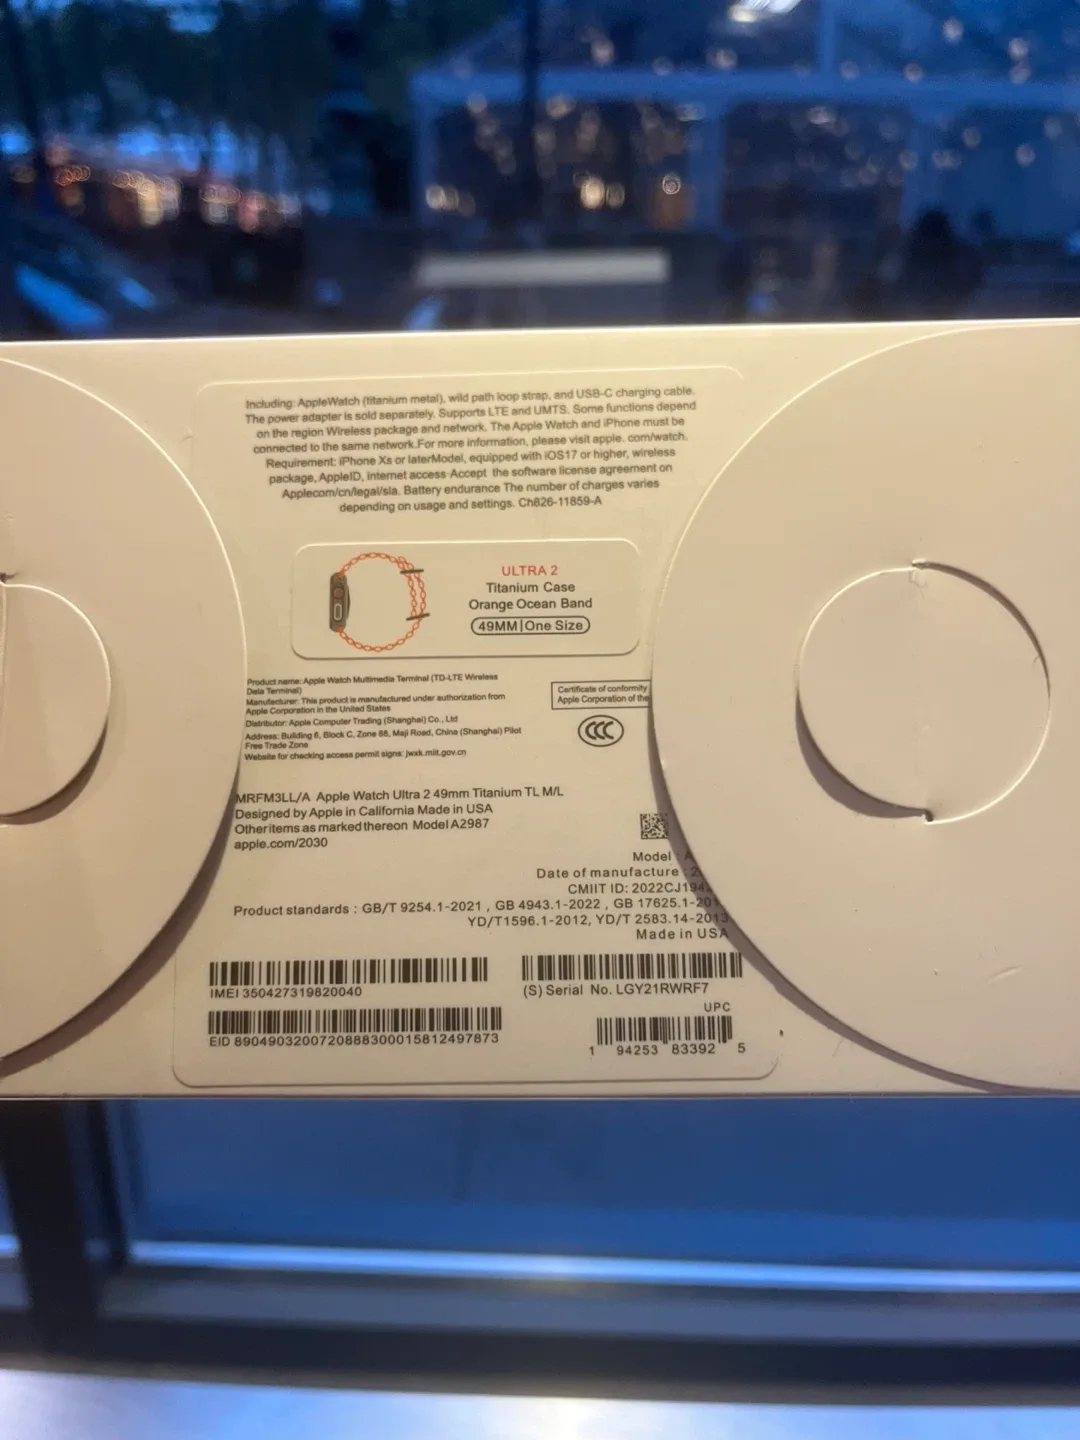 Including: AppleWatch (titanium metal), wild path loop strap, and USB-C charging cable.
The power adapter is sold separately. Supports LTE and UMTS. Some functions depend
on the region Wireless package and network. The Apple Watch and iPhone must be
connected to the same network.For more information, please visit apple. com/watch.
Requirement: iPhone Xs or laterModel, equipped with iOS17 or higher, wireless
package, AppleID, internet access·Accept the software license agreement on
Applecom/cn/legal/sla. Battery endurance The number of charges varies
depending on usage and settings. Ch826-11859-A
ULTRA 2
Titanium Case
Orange Ocean Band
49MM|One Size
Product name: Apple Watch Multimedia Terminal (TD-LTE Wireless
Data Terminal)
Manufacturer: This product is manufactured under authorization from
Apple Corporation in the United States
Distributor: Apple Computer Trading (Shanghai) Co., Ltd
Address: Building 6, Block C, Zone 88, Maji Road, China (Shanghai) Pilot
Free Trade Zone
Website for checking access permit signs: jwxk.miit.gov.cn
Certificate of conformity
Apple Corporation of the
CCC
MRFM3LL/A Apple Watch Ultra 2 49mm Titanium TL M/L
Designed by Apple in California Made in USA
Otheritems as marked thereon Model A2987
apple.com/2030
Model : A
Date of manufacture : 2
CMIIT ID: 2022CJ194
Product standards : GB/T 9254.1-2021 , GB 4943.1-2022 , GB 17625.1-201
YD/T1596.1-2012, YD/T 2583.14-2013
Made in USA
IMEI 350427319820040
(S) Serial No. LGY21RWRF7
EID 8904903200720888300015812497873
UPC
1 94253 83392 5